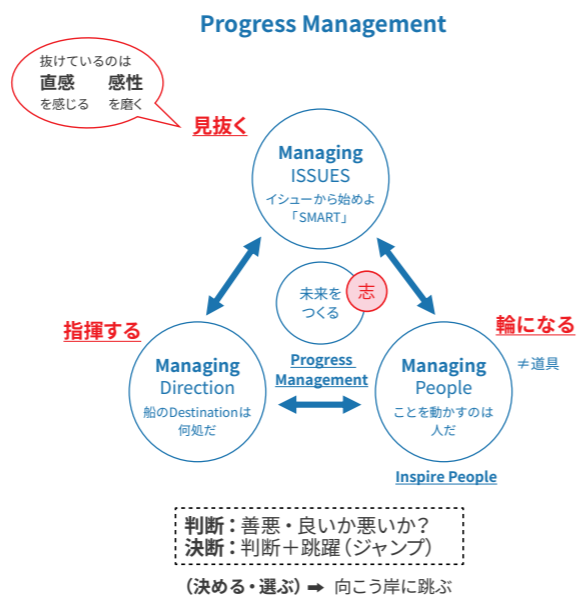 Progress Management
抜けているのは
直感 感性
を感じる を磨く
見抜く
Managing
ISSUES
イシューから始めよ
「SMART」
未来を
つくる
志
指揮する
輪になる
Managing
Direction
船のDestinationは
何処だ
Progress
Management
Managing
People
ことを動かすのは
人だ
≠道具
Inspire People
判断：善悪・良いか悪いか？
決断：判断＋跳躍（ジャンプ）
（決める・選ぶ）➡ 向こう岸に跳ぶ